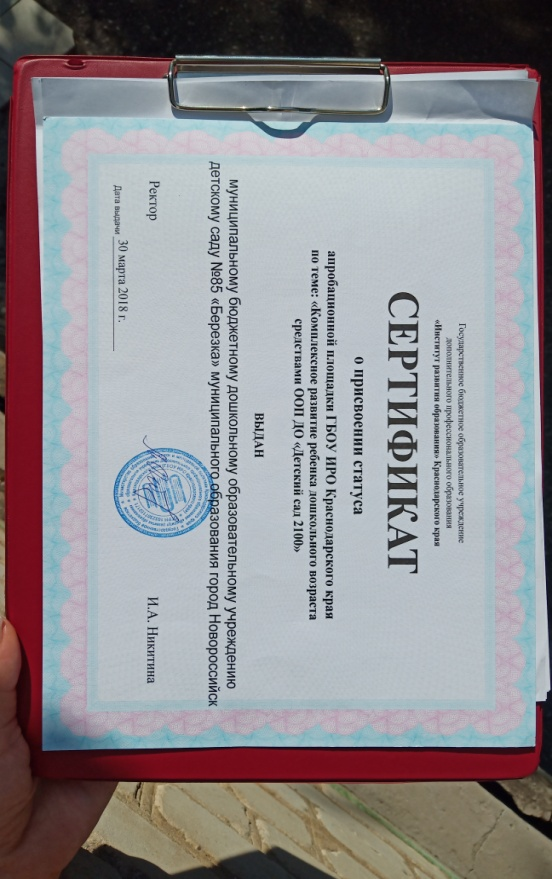 Государственное бюджетное образовательное учреждение
дополнительного профессионального образования
«Институт развития образования» Краснодарского края
СЕРТИФИКАТ
о присвоении статуса
апробационной площадки ГБОУ ИРО Краснодарского края
по теме: «Комплексное развитие ребенка дошкольного возраста
средствами ООП ДО «Детский сад 2100»
ВЫДАН
муниципальному бюджетному дошкольному образовательному учреждению
детскому саду №85 «Березка» муниципального образования город Новороссийск
Ректор И.А. Никитина
Дата выдачи 30 марта 2018 г.